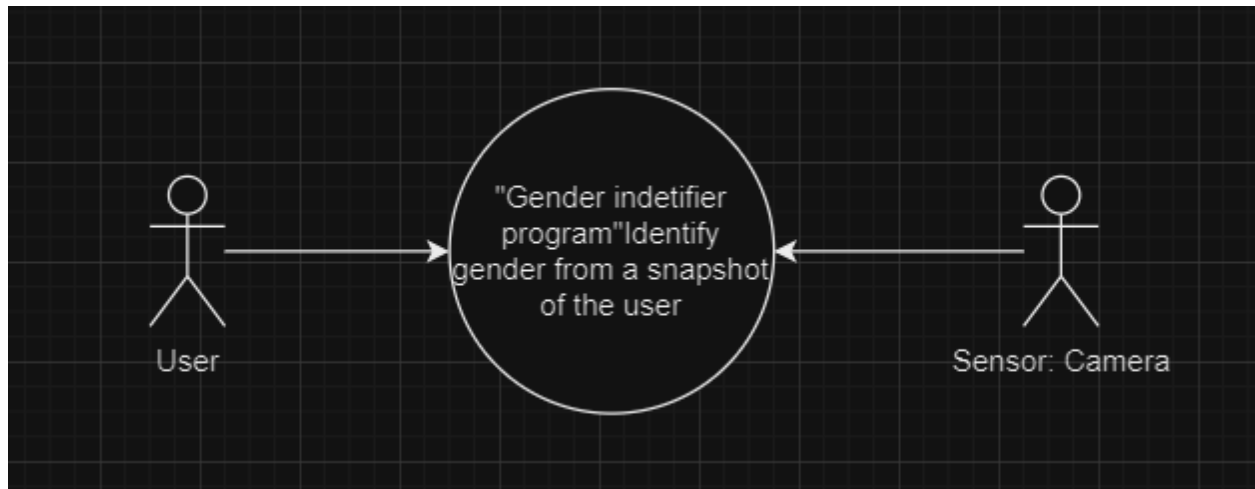 "Gender indetifier
program"Identify
gender from a snapshot
of the user
User
Sensor: Camera